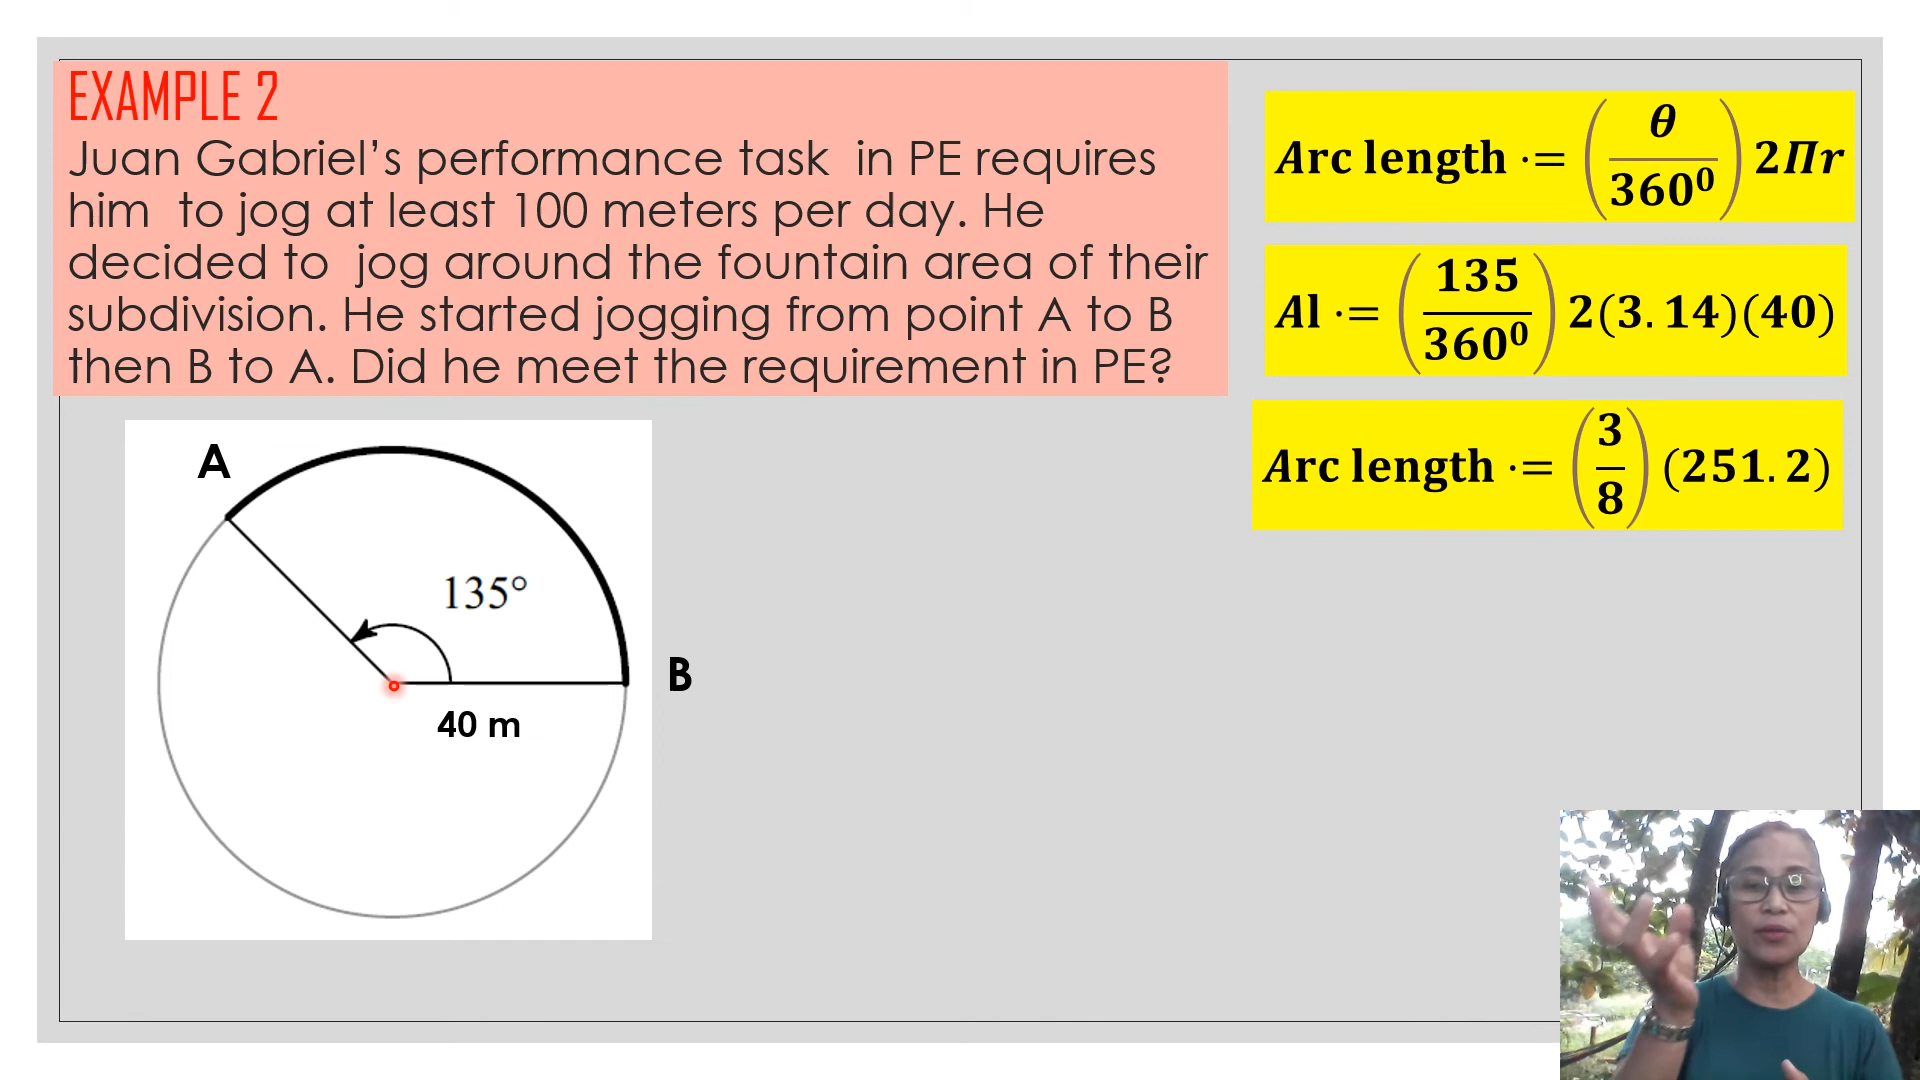 EXAMPLE 2
Juan Gabriel’s performance task in PE requires
him to jog at least 100 meters per day. He
decided to jog around the fountain area of their
subdivision. He started jogging from point A to B
then B to A. Did he meet the requirement in PE?
Arc length ·= (θ/360⁰) 2Πr
Al ·= (135/360⁰) 2(3.14)(40)
Arc length ·= (3/8) (251.2)
A
135°
B
40 m